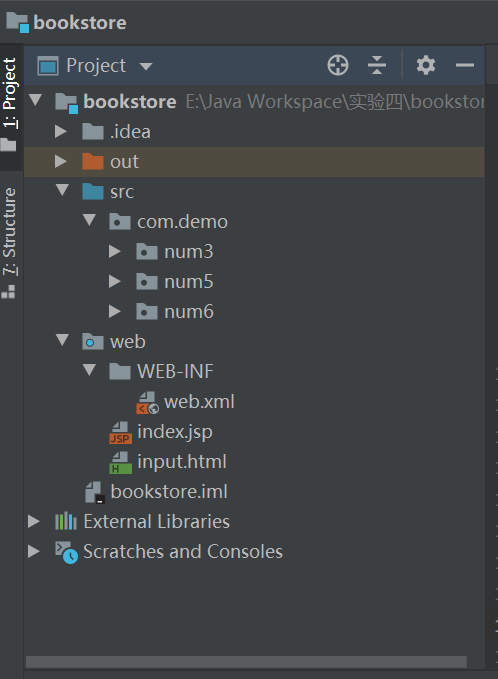 bookstore
1: Project
7: Structure
Project
bookstore E:\Java Workspace\实验四\bookstor
.idea
out
src
com.demo
num3
num5
num6
web
WEB-INF
web.xml
index.jsp
input.html
bookstore.iml
External Libraries
Scratches and Consoles